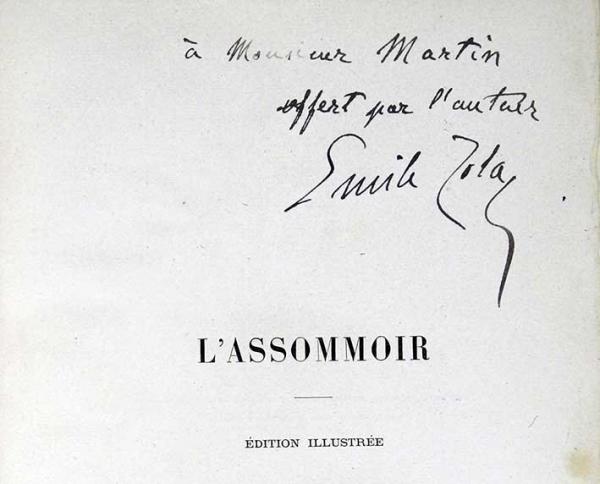 à Monsieur Martin
offert par l'auteur
Emile Zola
L'ASSOMMOIR
ÉDITION ILLUSTRÉE